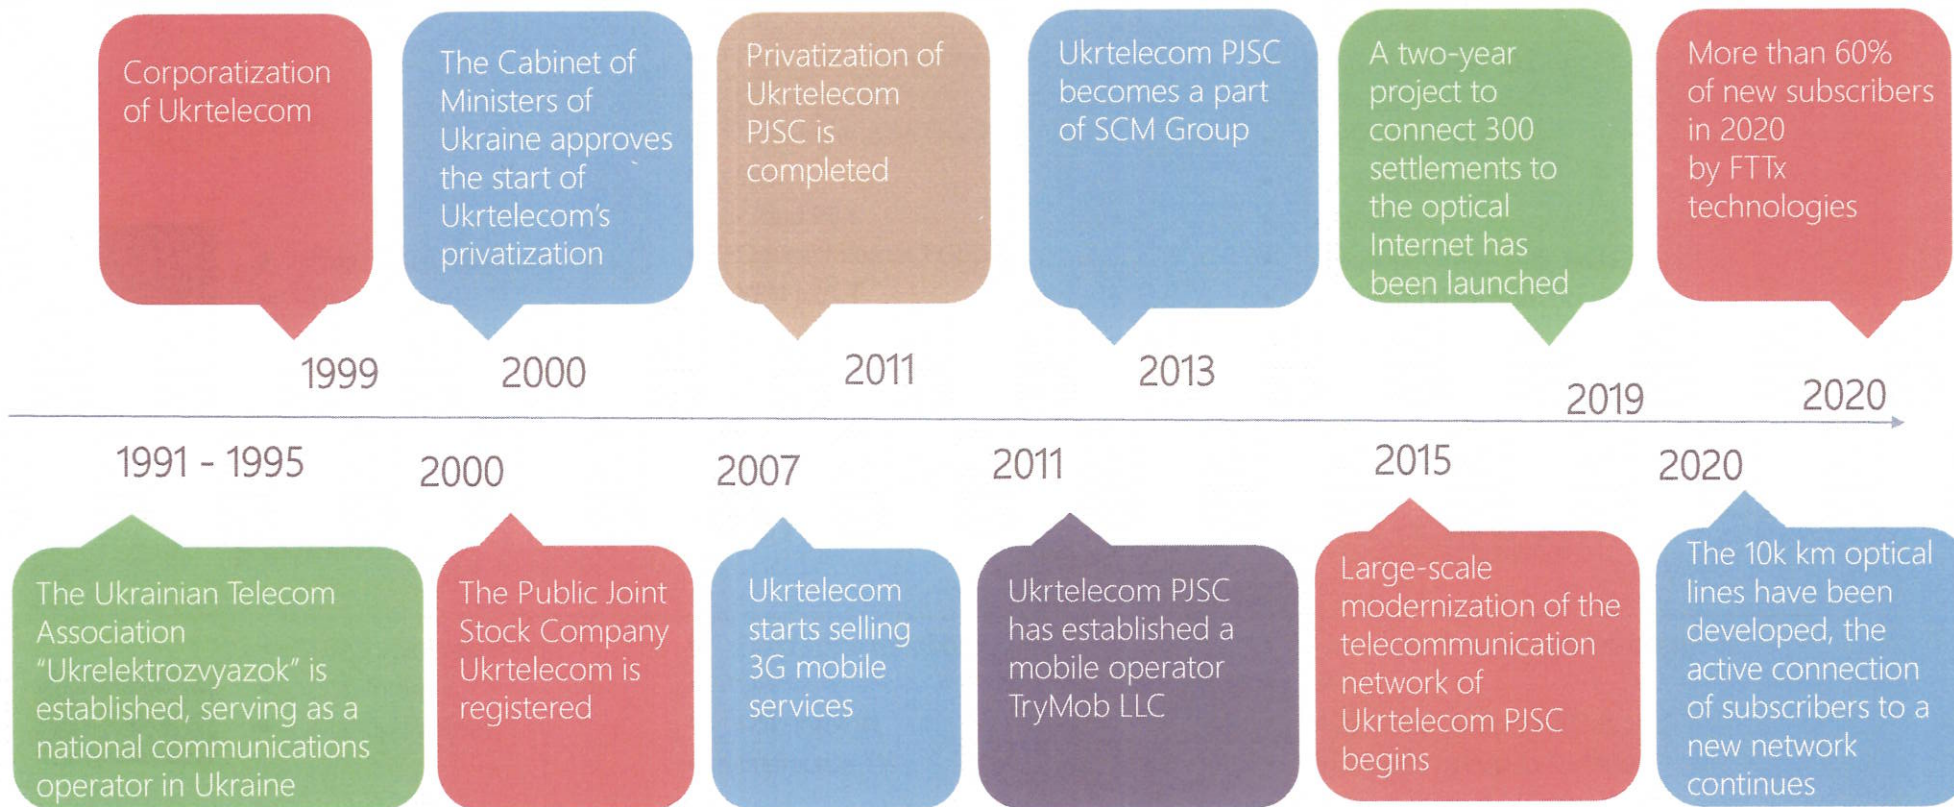 Corporatization
of Ukrtelecom
The Cabinet of
Ministers of
Ukraine approves
the start of
Ukrtelecom's
privatization
Privatization of
Ukrtelecom
PJSC is
completed
Ukrtelecom PJSC
becomes a part
of SCM Group
A two-year
project to
connect 300
settlements to
the optical
Internet has
been launched
More than 60%
of new subscribers
in 2020
by FTTx
technologies
1999
2000
2011
2013
2019
2020
1991 - 1995
2000
2007
2011
2015
2020
The Ukrainian Telecom
Association
"Ukrelektrozvyazok" is
established, serving as a
national communications
operator in Ukraine
The Public Joint
Stock Company
Ukrtelecom is
registered
Ukrtelecom
starts selling
3G mobile
services
Ukrtelecom PJSC
has established a
mobile operator
TryMob LLC
Large-scale
modernization of the
telecommunication
network of
Ukrtelecom PJSC
begins
The 10k km optical
lines have been
developed, the
active connection
of subscribers to a
new network
continues